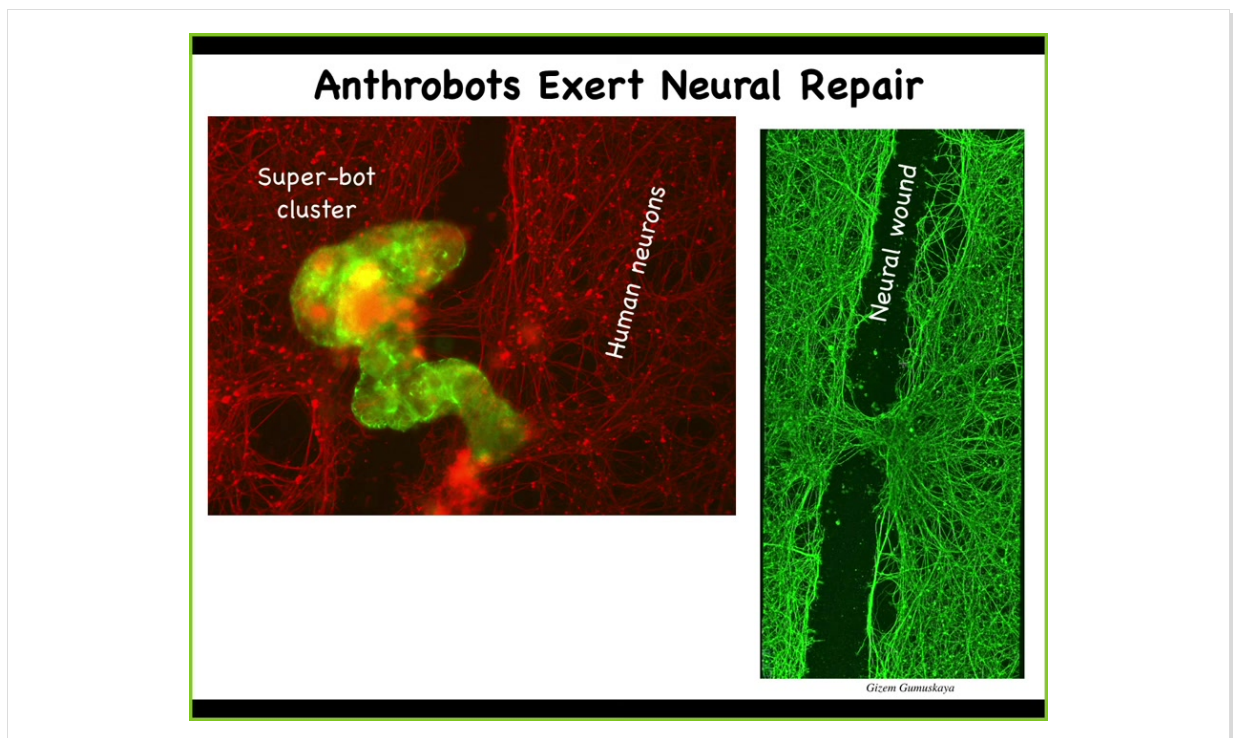 Anthrobots Exert Neural Repair
Super-bot
cluster
Human neurons
Neural wound
Gizem Gumuskaya